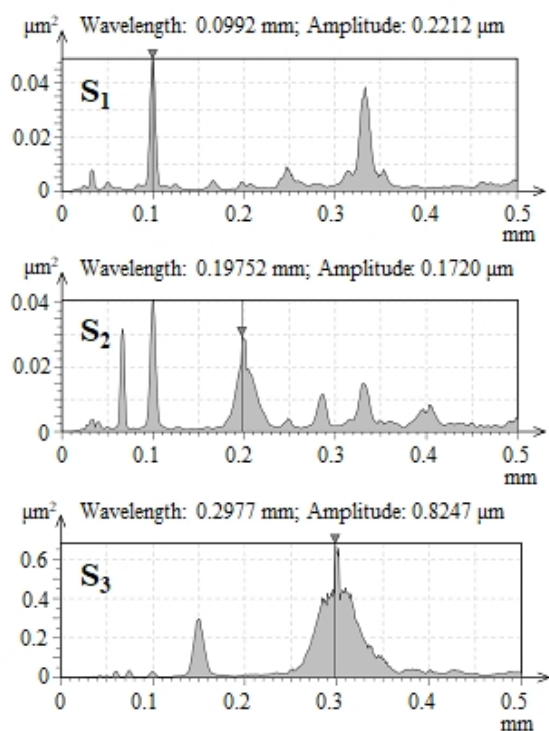 μm² Wavelength: 0.0992 mm; Amplitude: 0.2212 μm
S₁
0.04
0.02
0
0 0.1 0.2 0.3 0.4 0.5
mm
μm² Wavelength: 0.19752 mm; Amplitude: 0.1720 μm
S₂
0.04
0.02
0
0 0.1 0.2 0.3 0.4 0.5
mm
μm² Wavelength: 0.2977 mm; Amplitude: 0.8247 μm
S₃
0.6
0.4
0.2
0
0 0.1 0.2 0.3 0.4 0.5
mm